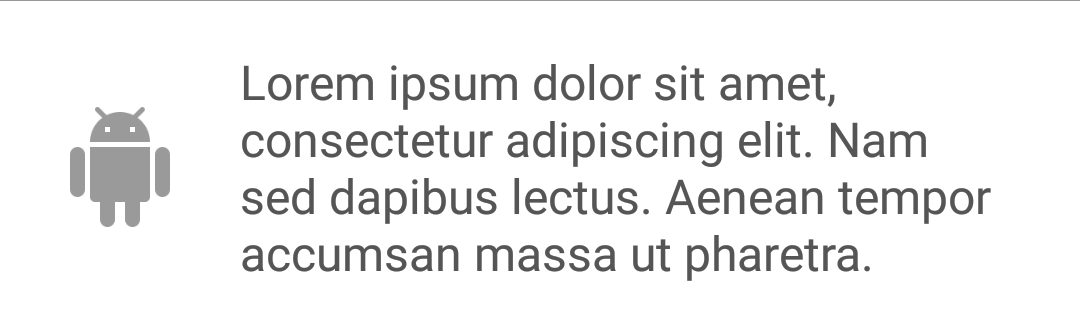 Lorem ipsum dolor sit amet,
consectetur adipiscing elit. Nam
sed dapibus lectus. Aenean tempor
accumsan massa ut pharetra.